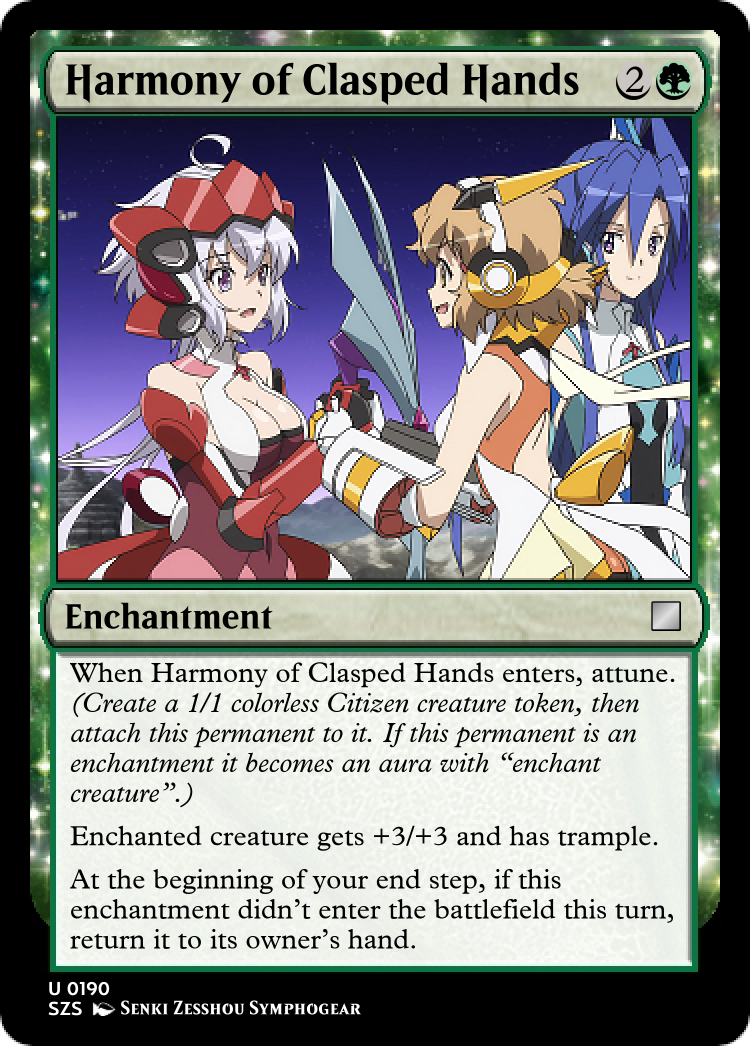 Harmony of Clasped Hands 2
Enchantment
When Harmony of Clasped Hands enters, attune.
(Create a 1/1 colorless Citizen creature token, then
attach this permanent to it. If this permanent is an
enchantment it becomes an aura with “enchant
creature”.)
Enchanted creature gets +3/+3 and has trample.
At the beginning of your end step, if this
enchantment didn’t enter the battlefield this turn,
return it to its owner’s hand.
U 0190
SZS Senki Zesshou Symphogear